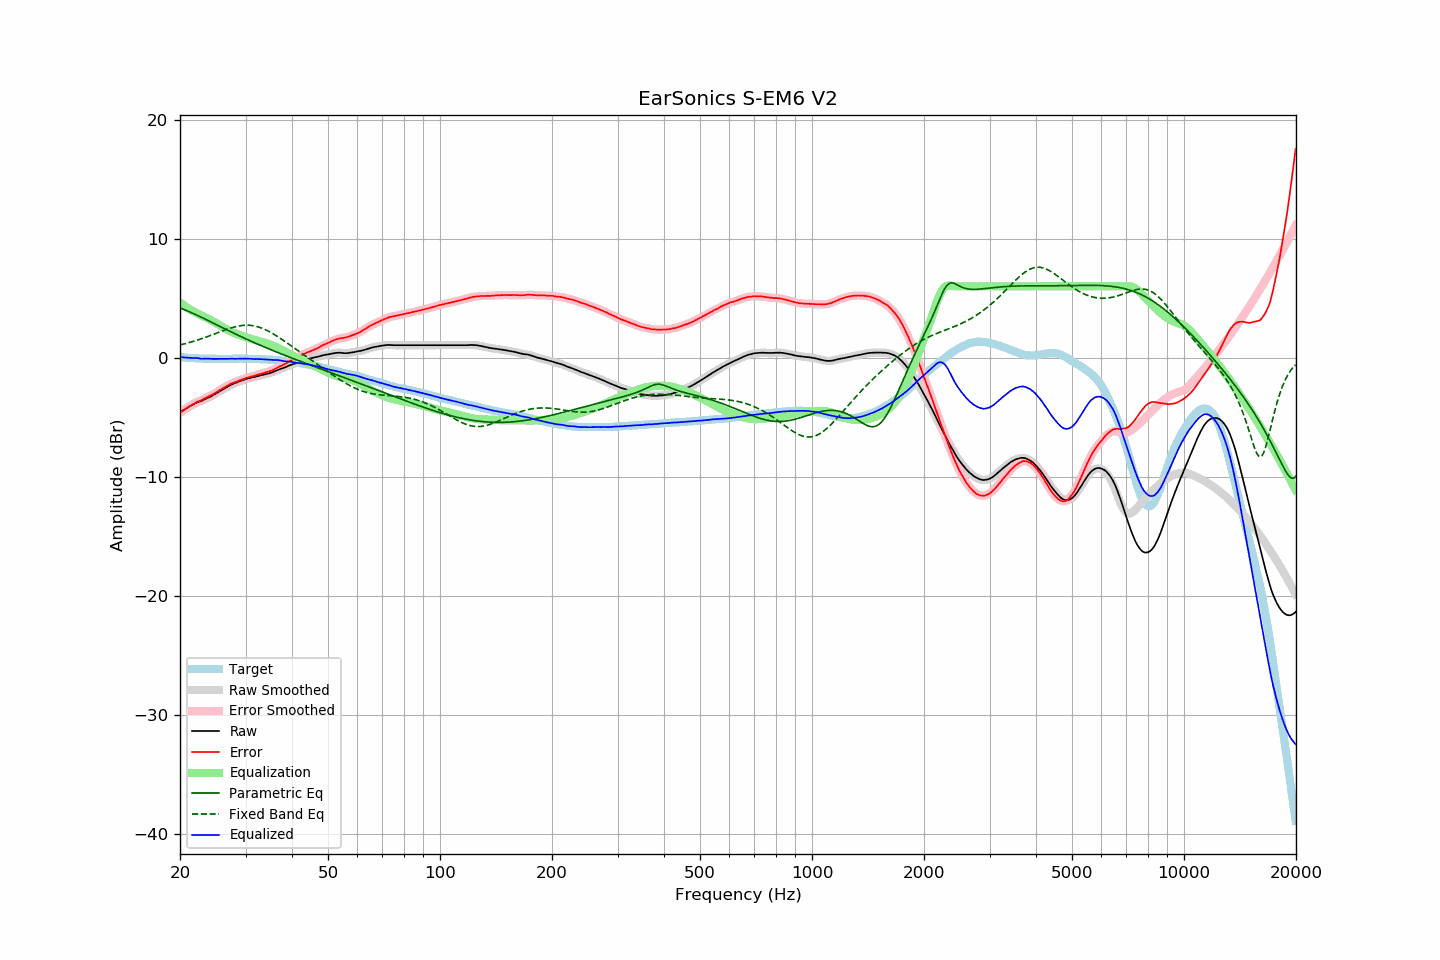 EarSonics S-EM6 V2
20
10
0
−10
−20
−30
−40
Amplitude (dBr)
Target
Raw Smoothed
Error Smoothed
Raw
Error
Equalization
Parametric Eq
Fixed Band Eq
Equalized
20 50 100 200 500 1000 2000 5000 10000 20000
Frequency (Hz)